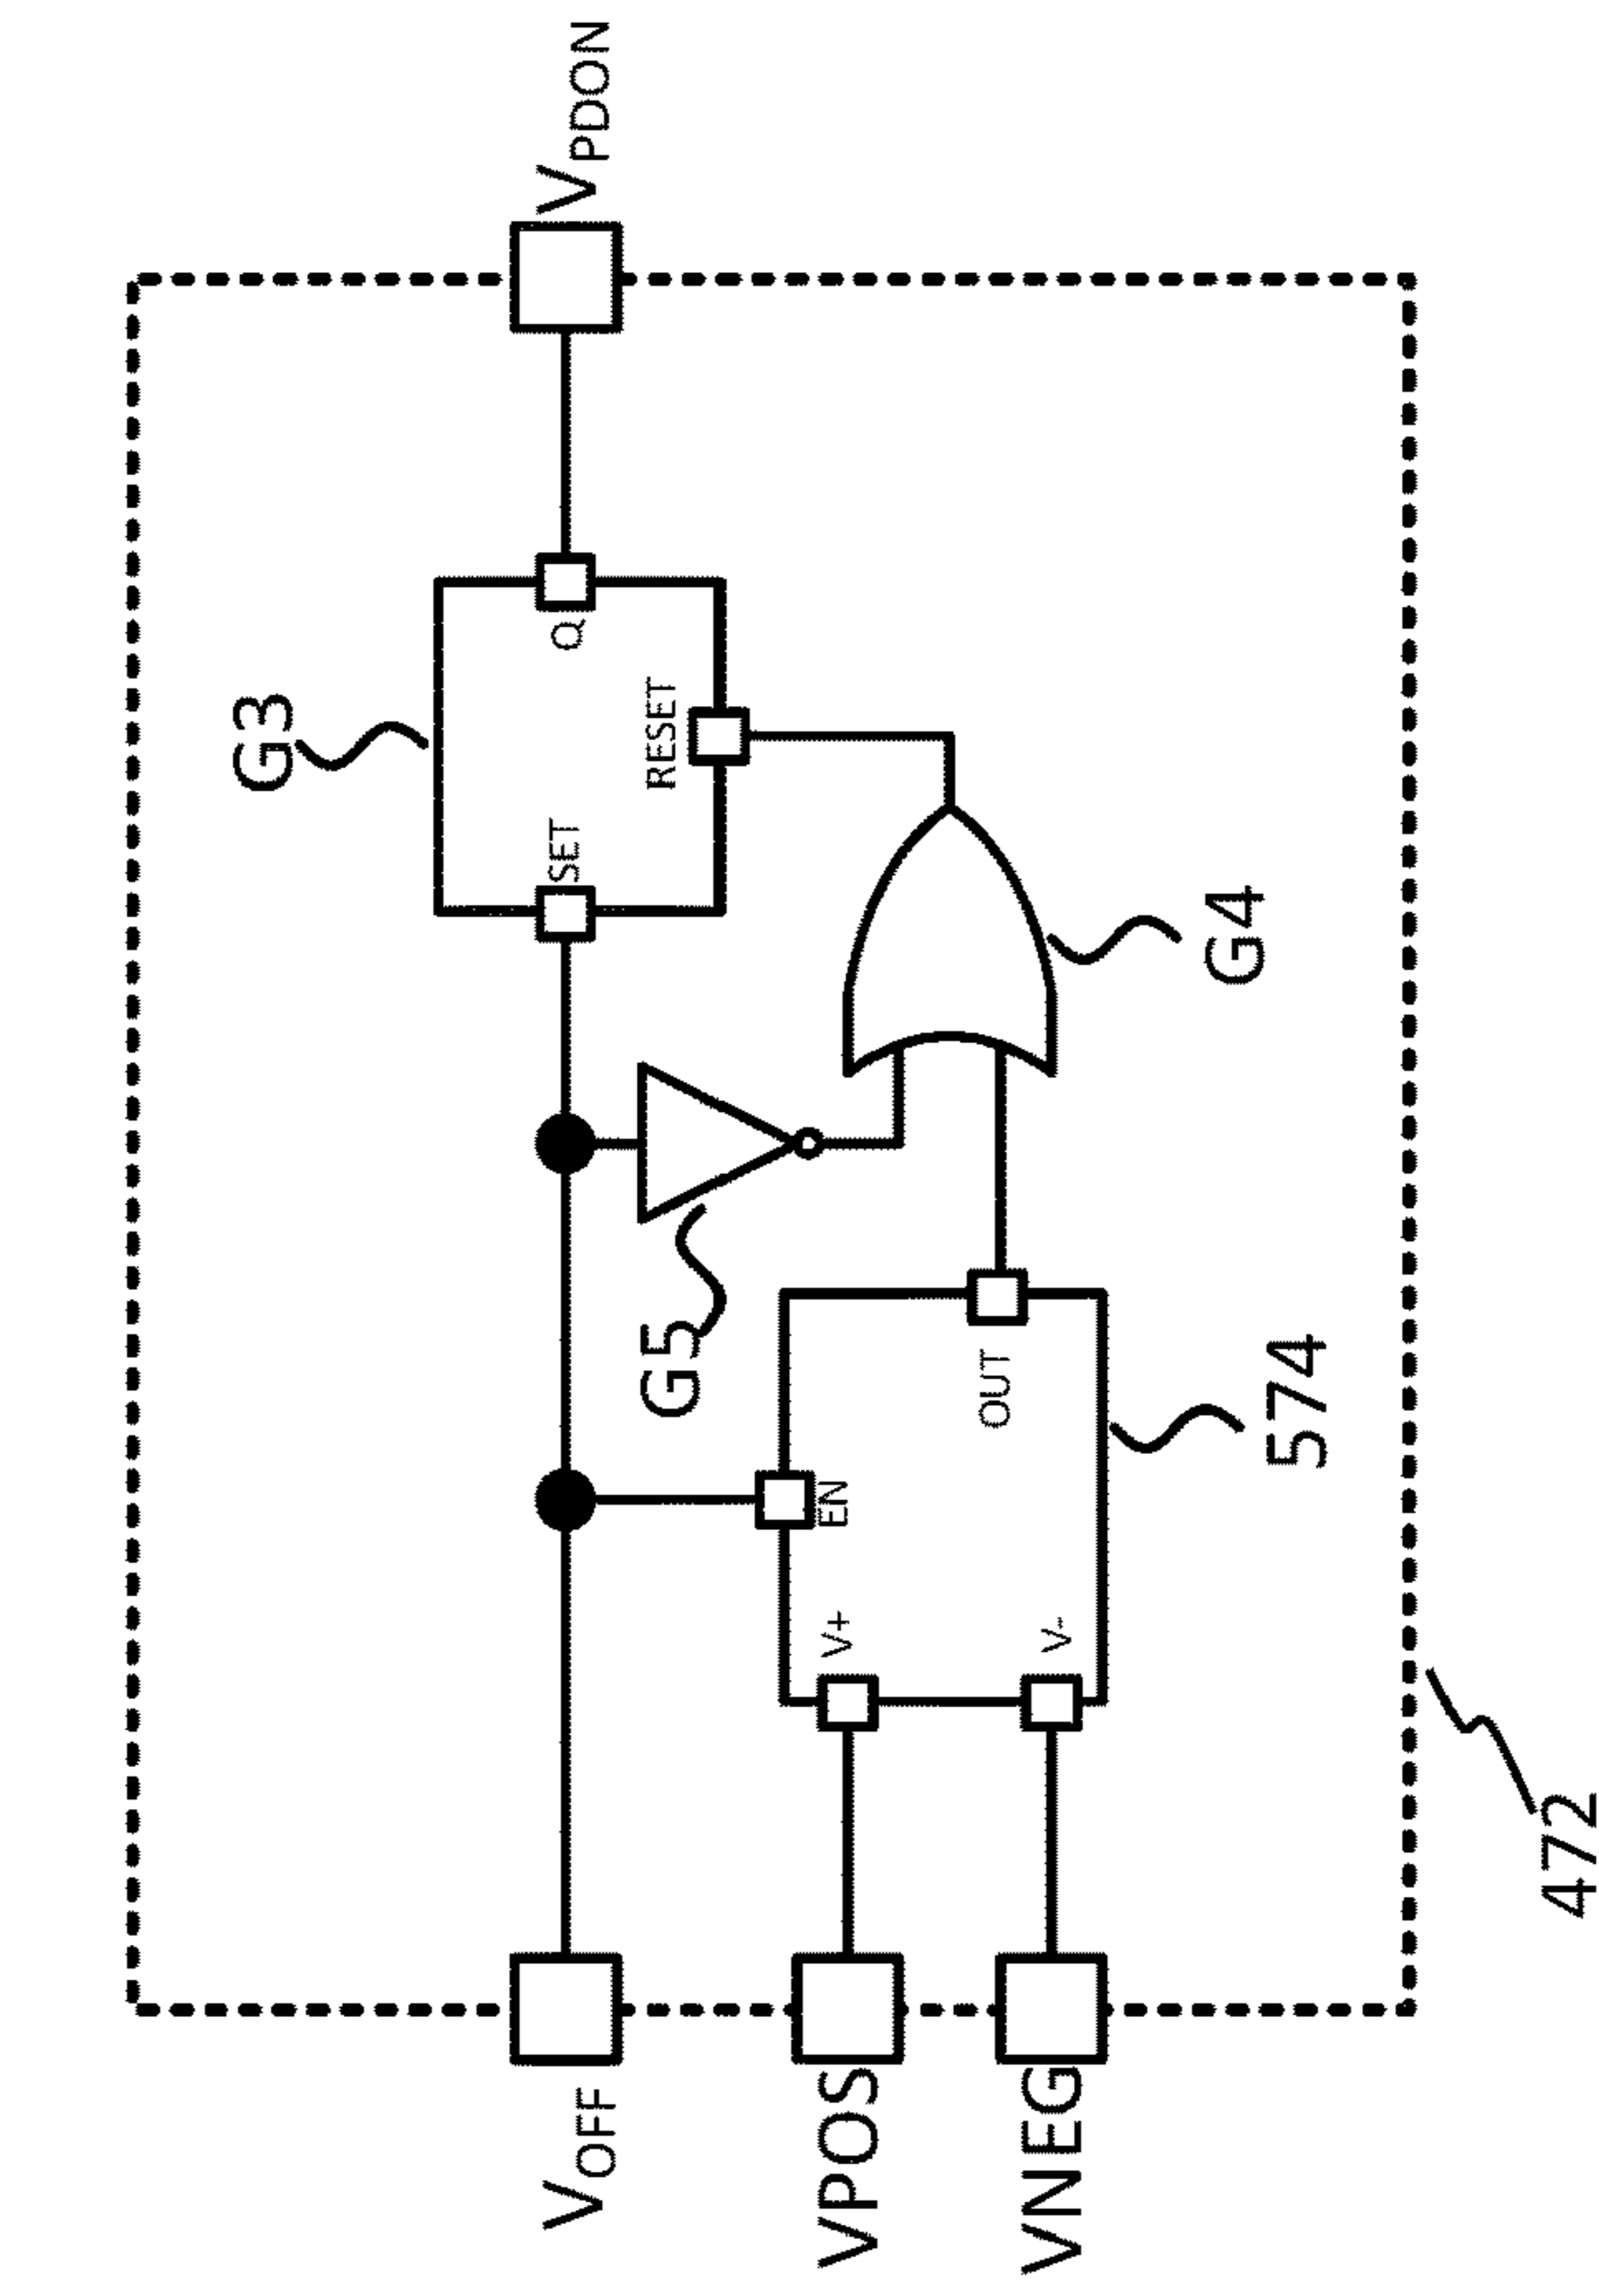 G3
VOFF
SET
Q
VPDON
RESET
G5
EN
V+
VPOS
OUT
V-
VNEG
G4
574
472